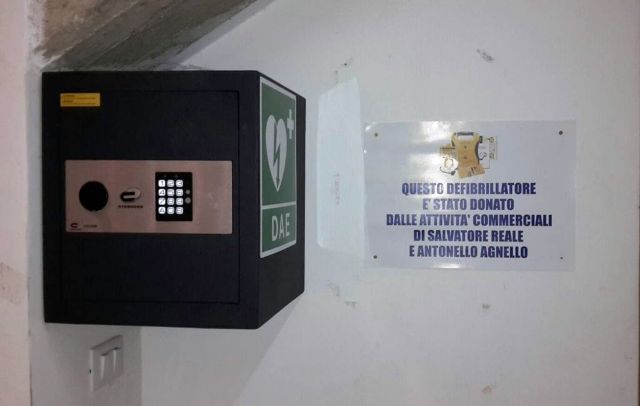 DAE
QUESTO DEFIBRILLATORE
E' STATO DONATO
DALLE ATTIVITA' COMMERCIALI
DI SALVATORE REALE
E ANTONELLO AGNELLO